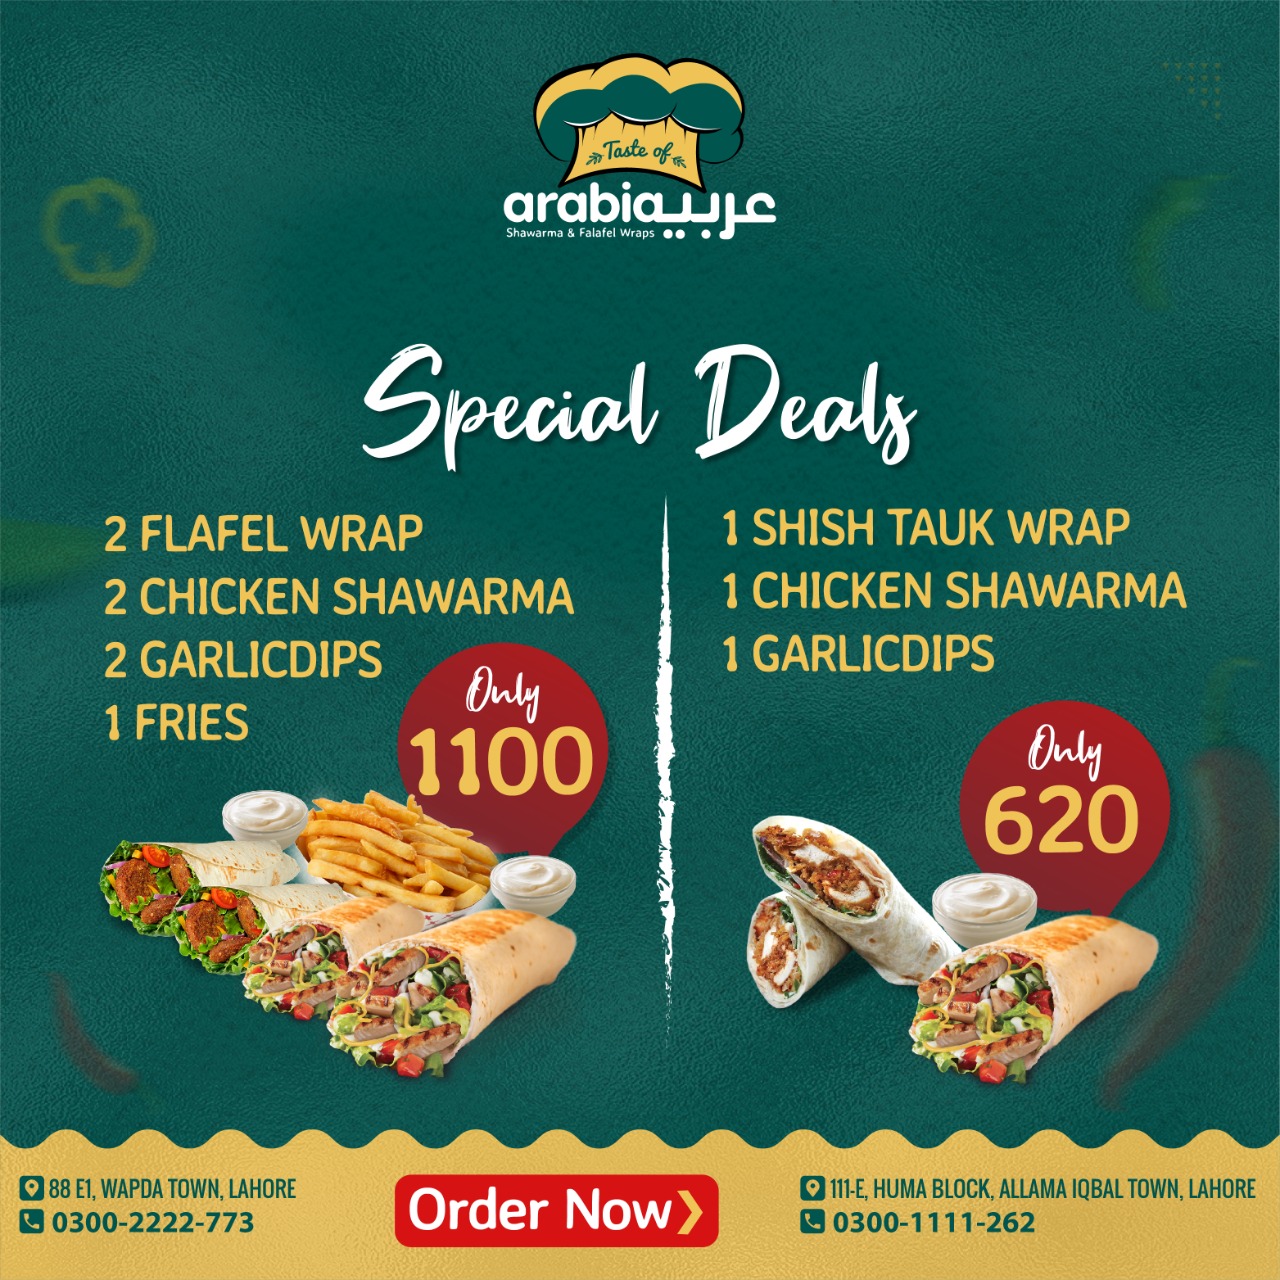 Taste of
arabia عربية
Shawarma & Falafel Wraps
Special Deals
2 FLAFEL WRAP
2 CHICKEN SHAWARMA
2 GARLICDIPS
1 FRIES
Only
1100
1 SHISH TAUK WRAP
1 CHICKEN SHAWARMA
1 GARLICDIPS
Only
620
88 E1, WAPDA TOWN, LAHORE
0300-2222-773
Order Now
111-E, HUMA BLOCK, ALLAMA IQBAL TOWN, LAHORE
0300-1111-262